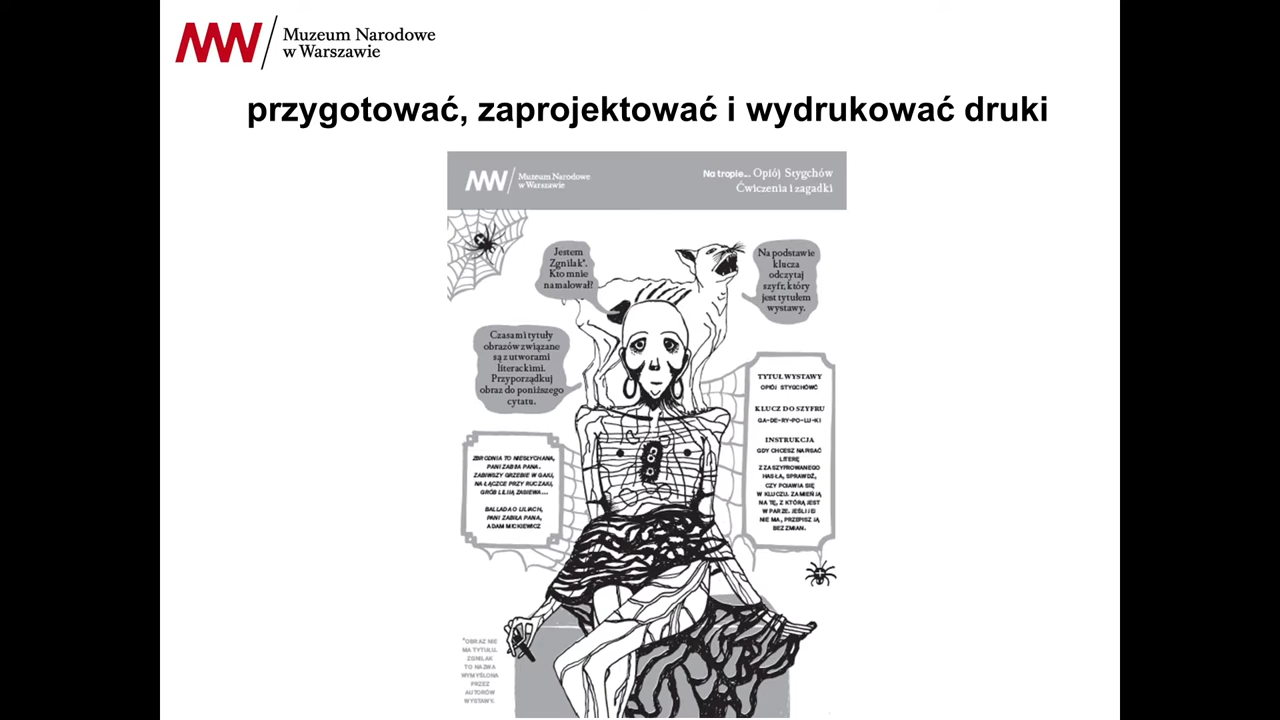 MNW
Muzeum Narodowe
w Warszawie
przygotować, zaprojektować i wydrukować druki
MNW
Muzeum Narodowe
w Warszawie
Na tropie... Opiój Stygchów
Ćwiczenia i zagadki
Jestem
Zgnilak*.
Kto mnie
namalował?
Na podstawie
klucza
odczytaj
szyfr, który
jest tytułem
wystawy.
Czasami tytuły
obrazów związane
są z utworami
literackimi.
Przyporządkuj
obraz do poniższego
cytatu.
TYTUŁ WYSTAWY
OPIÓJ STYGCHÓWC
KLUCZ DO SZYFRU
GA-DE-RY-PO-LU-KI
INSTRUKCJA
GDY CHCESZ NAPISAĆ
LITERĘ
Z ZASZYFROWANEGO
HASŁA, SPRAWDŹ,
CZY POJAWIA SIĘ
W KLUCZU. ZAMIEŃ JĄ
NA TĘ, Z KTÓRĄ JEST
W PARZE. JEŚLI JEJ
NIE MA, PRZEPISZ JĄ
BEZ ZMIAN.
ZBRODNIA TO NIESŁYCHANA,
PANI ZABIJA PANA.
ZABIWSZY GRZEBIE W GAJU,
NA ŁĄCZCE PRZY RUCZAJU,
GRÓB LILIJĄ ZASIEWA...
BALLADA O LILIACH,
PANI ZABIŁA PANA,
ADAM MICKIEWICZ
*OBRAZ NIE
MA TYTUŁU.
ZGNILAK
TO NAZWA
WYMYŚLONA
PRZEZ
AUTORÓW
WYSTAWY.